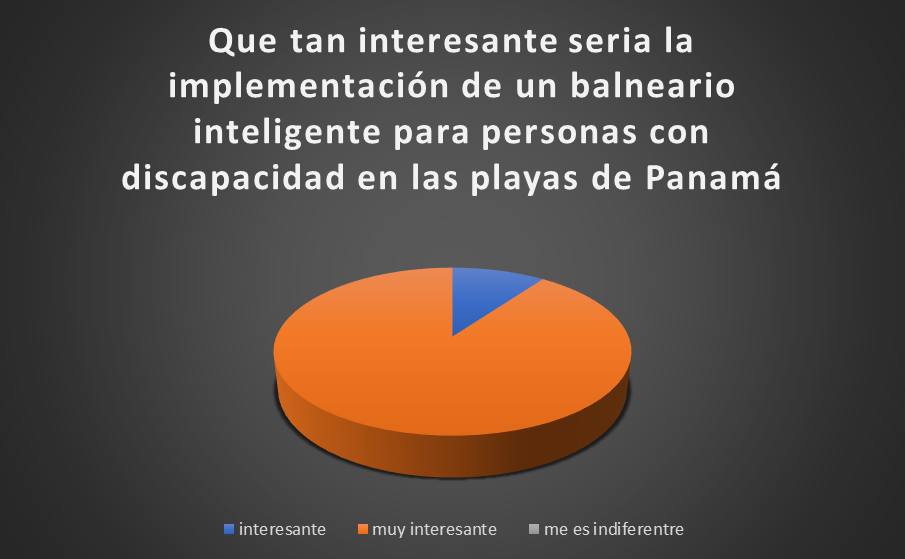 Que tan interesante seria la
implementación de un balneario
inteligente para personas con
discapacidad en las playas de Panamá
interesante muy interesante me es indiferentre